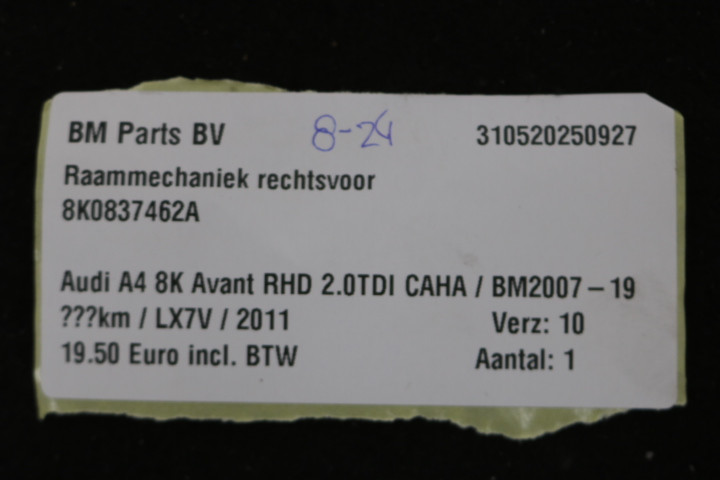 BM Parts BV 8-24 310520250927
Raammechaniek rechtsvoor
8K0837462A
Audi A4 8K Avant RHD 2.0TDI CAHA / BM2007-19
???km / LX7V / 2011 Verz: 10
19.50 Euro incl. BTW Aantal: 1